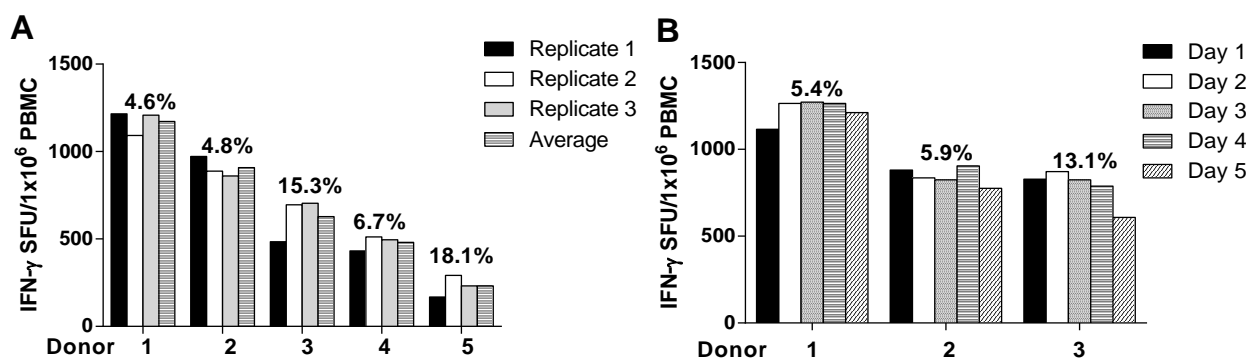 A
IFN-γ SFU/1x10⁶ PBMC
1500
1000
500
0
4.6%
4.8%
15.3%
6.7%
18.1%
Replicate 1
Replicate 2
Replicate 3
Average
Donor 1 2 3 4 5
B
IFN-γ SFU/1x10⁶ PBMC
1500
1000
500
0
5.4%
5.9%
13.1%
Day 1
Day 2
Day 3
Day 4
Day 5
Donor 1 2 3